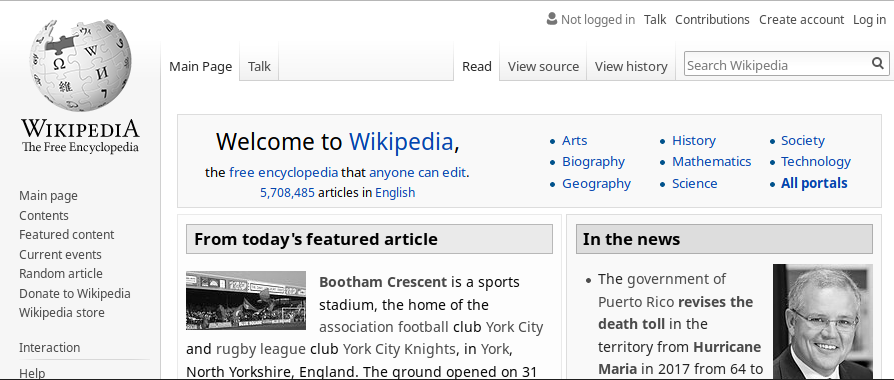 Not logged in Talk Contributions Create account Log in
Main Page Talk Read View source View history Search Wikipedia
WIKIPEDIA
The Free Encyclopedia
Main page
Contents
Featured content
Current events
Random article
Donate to Wikipedia
Wikipedia store
Interaction
Help
Welcome to Wikipedia,
the free encyclopedia that anyone can edit.
5,708,485 articles in English
Arts
Biography
Geography
History
Mathematics
Science
Society
Technology
All portals
From today's featured article
Bootham Crescent is a sports
stadium, the home of the
association football club York City
and rugby league club York City Knights, in York,
North Yorkshire, England. The ground opened on 31
In the news
The government of
Puerto Rico revises the
death toll in the
territory from Hurricane
Maria in 2017 from 64 to